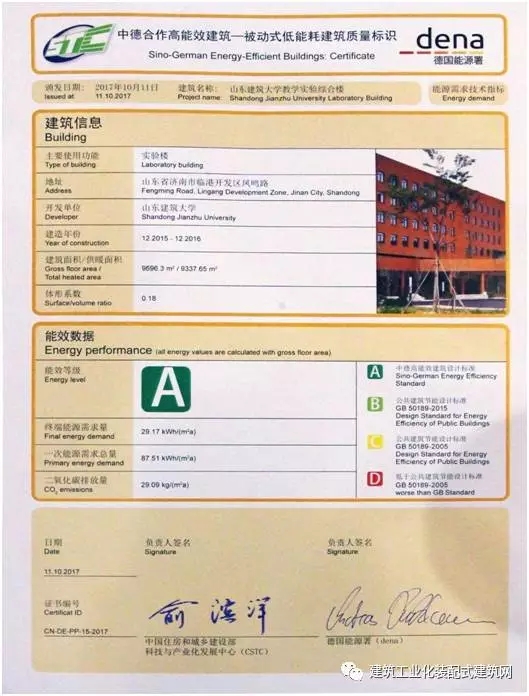 STC
中德合作高能效建筑—被动式低能耗建筑质量标识
Sino-German Energy-Efficient Buildings: Certificate
dena
德国能源署
颁发日期: 2017年10月11日
Issued at 11.10.2017
建筑名称: 山东建筑大学教学实验综合楼
Project name: Shandong Jianzhu University Laboratory Building
能源需求技术指标
Energy demand
建筑信息
Building
主要使用功能 实验楼
Type of building Laboratory building
地址 山东省济南市临港开发区凤鸣路
Address Fengming Road, Lingang Development Zone, Jinan City, Shandong
开发单位 山东建筑大学
Developer Shandong Jianzhu University
建造年份
Year of construction 12.2015 - 12.2016
建筑面积/供暖面积
Gross floor area / 9696.3 m² / 9337.65 m²
Total heated area
体形系数
Surface/volume ratio 0.18
能效数据
Energy performance (all energy values are calculated with gross floor area)
能效等级
Energy level
A
终端能源需求量
Final energy demand 29.17 kWh/(m²a)
一次能源需求总量
Primary energy demand 87.51 kWh/(m²a)
二氧化碳排放量
CO₂ emissions 29.09 kg/(m²a)
A 中德高能效建筑设计标准
Sino-German Energy Efficiency
Standard
B 公共建筑节能设计标准
GB 50189-2015
Design Standard for Energy
Efficiency of Public Buildings
C 公共建筑节能设计标准
GB 50189-2005
Design Standard for Energy
Efficiency of Public Buildings
D 低于公共建筑节能设计标准
GB 50189-2005
worse than GB Standard
日期
Date
11.10.2017
证书编号
Certificat ID
CN-DE-PP-15-2017
负责人签名
Signature
俞滨洋
中国住房和城乡建设部
科技与产业化发展中心（CSTC）
负责人签名
Signature
德国能源署（dena）
建筑工业化装配式建筑网